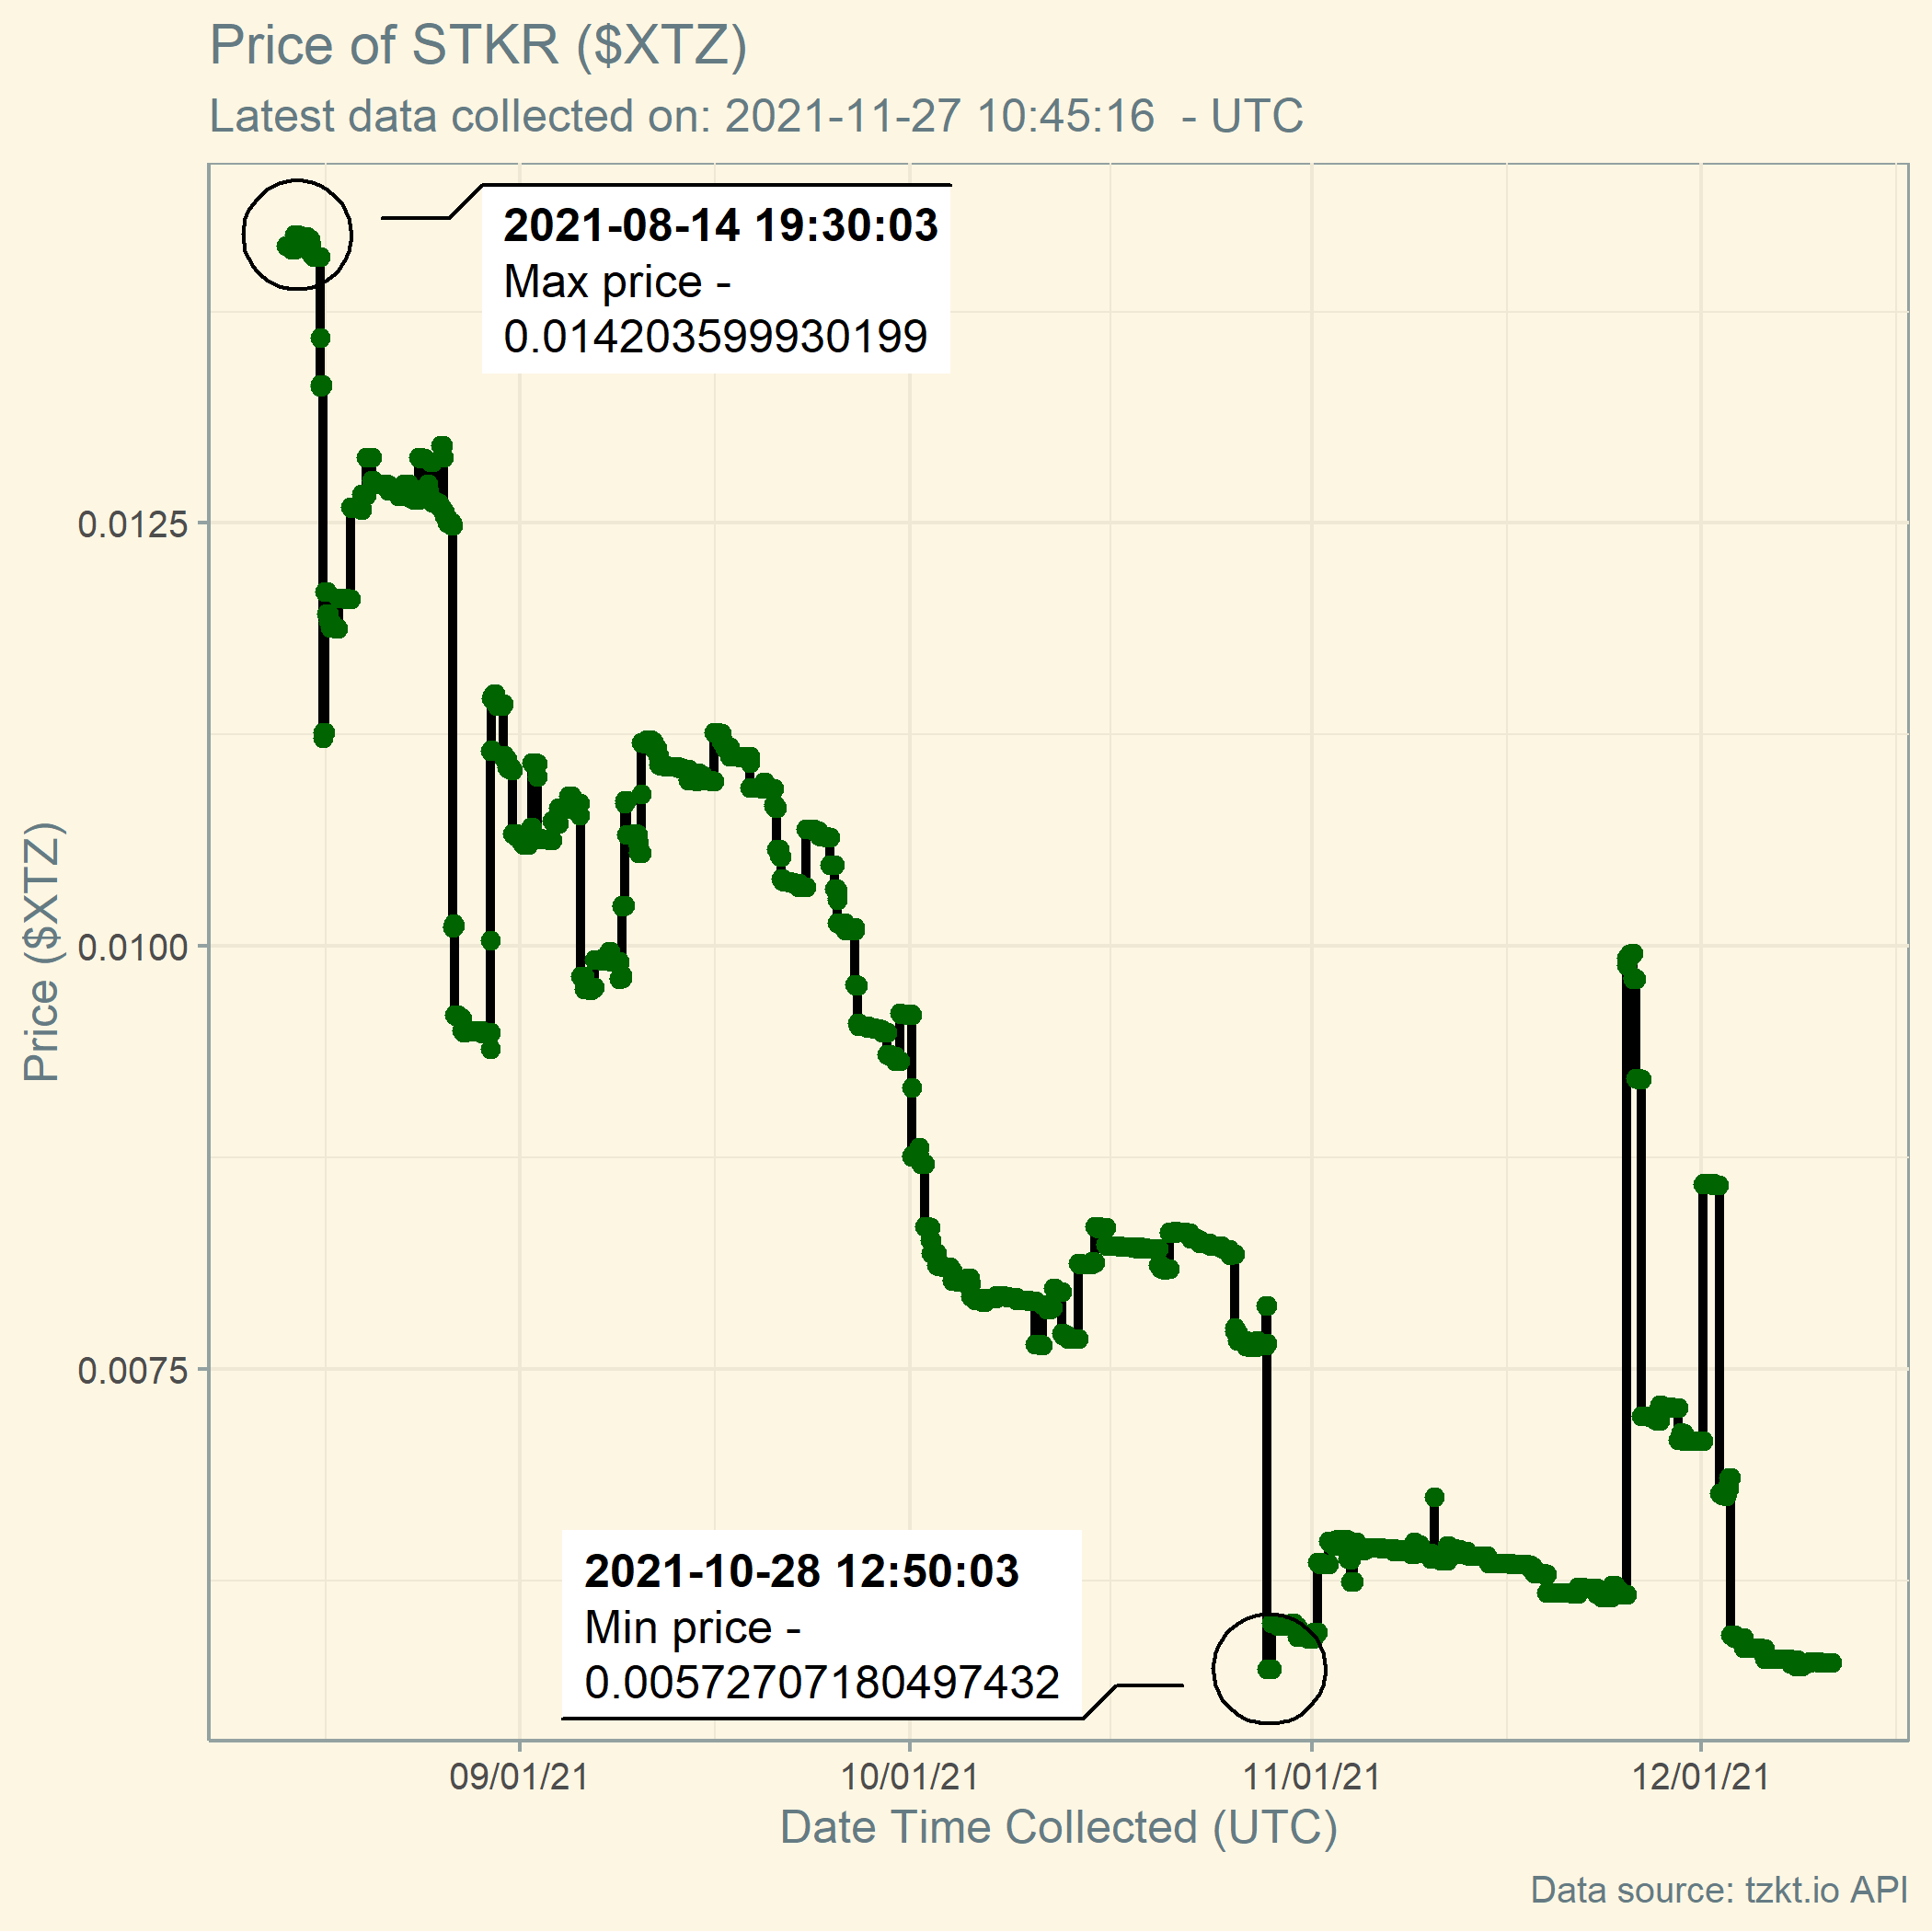 Price of STKR ($XTZ)
Latest data collected on: 2021-11-27 10:45:16  - UTC
2021-08-14 19:30:03
Max price -
0.014203599930199
0.0125
0.0100
0.0075
Price ($XTZ)
2021-10-28 12:50:03
Min price -
0.00572707180497432
09/01/21
10/01/21
11/01/21
12/01/21
Date Time Collected (UTC)
Data source: tzkt.io API